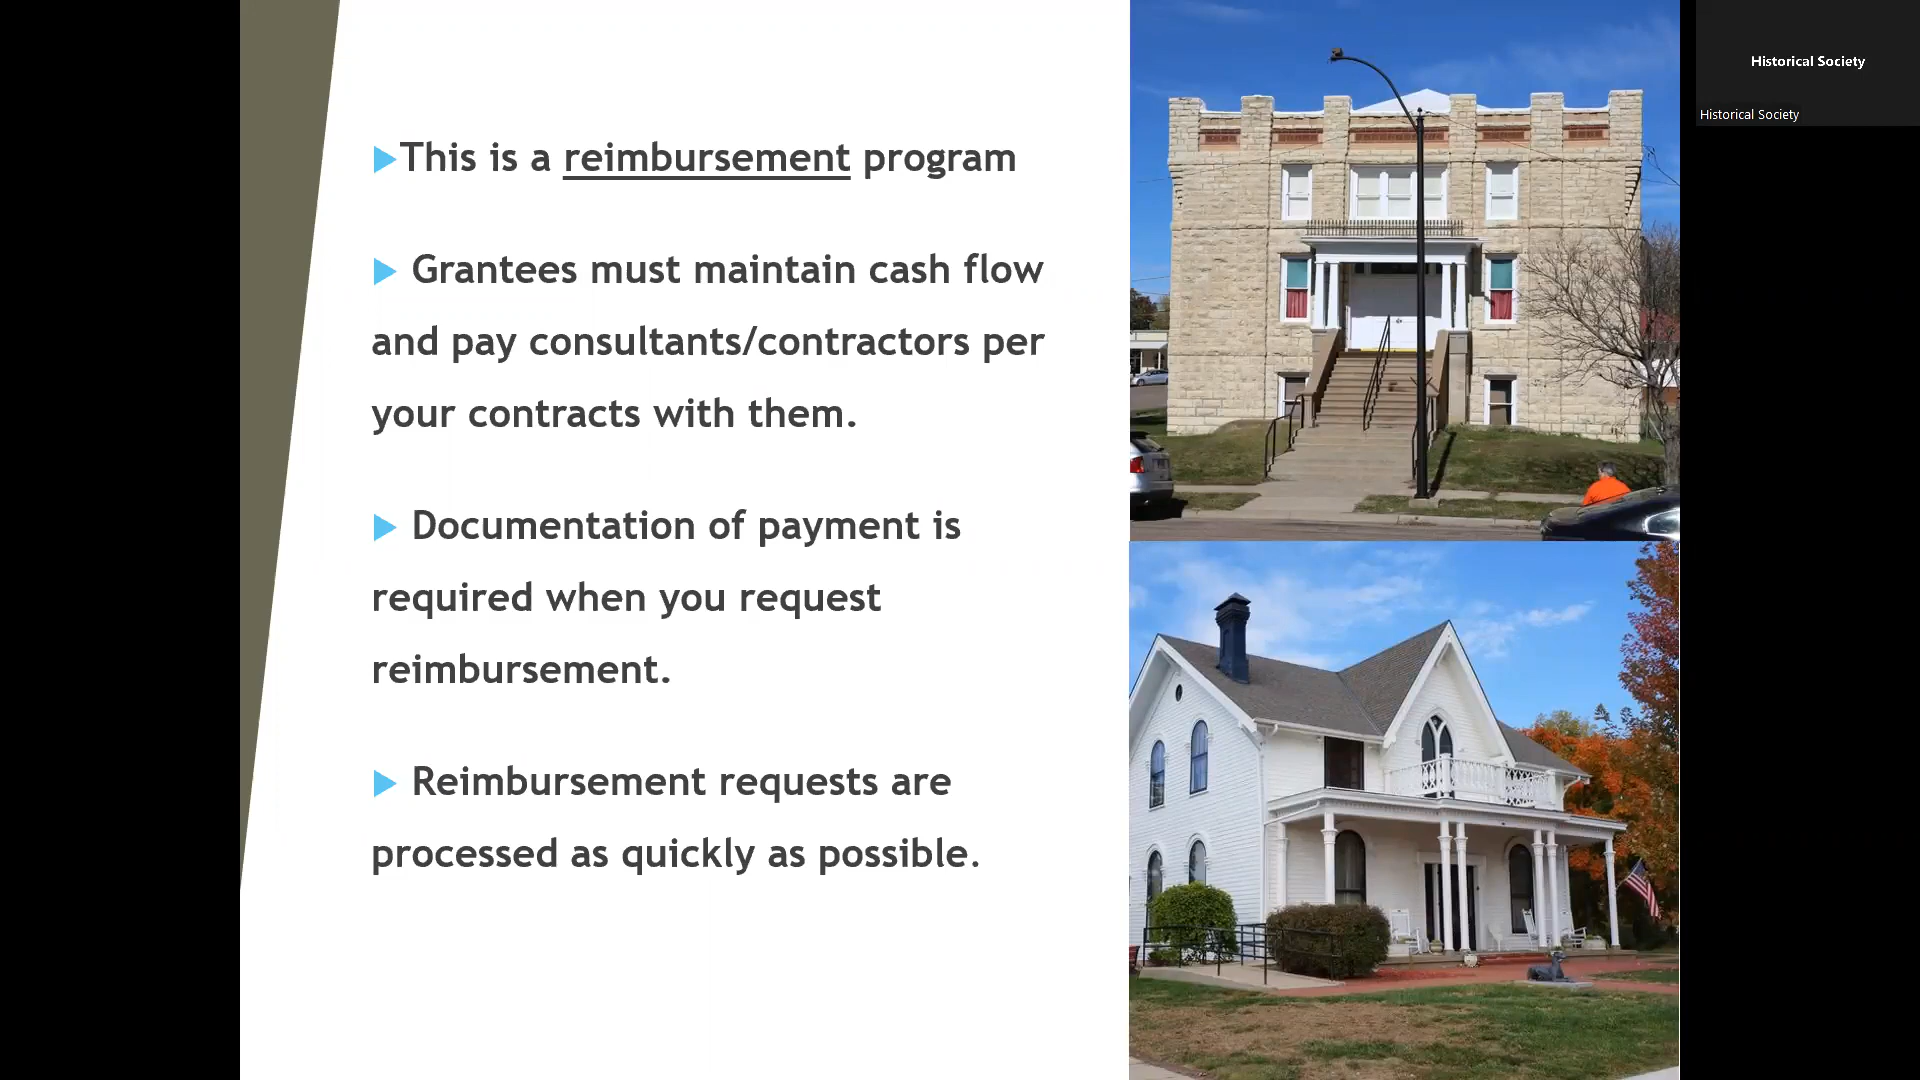 This is a reimbursement program
Grantees must maintain cash flow
and pay consultants/contractors per
your contracts with them.
Documentation of payment is
required when you request
reimbursement.
Reimbursement requests are
processed as quickly as possible.
Historical Society
Historical Society